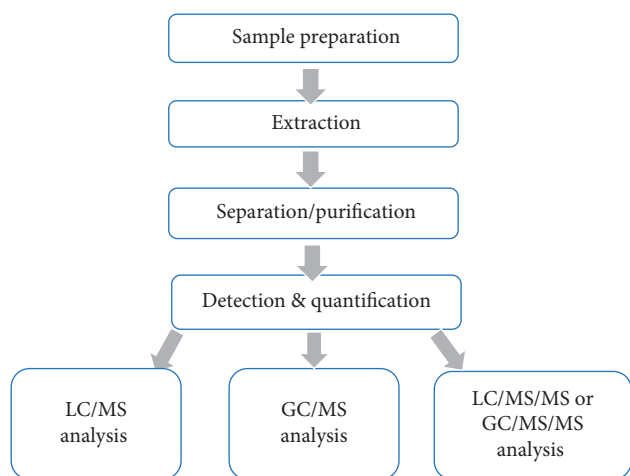 Sample preparation
Extraction
Separation/purification
Detection & quantification
LC/MS
analysis
GC/MS
analysis
LC/MS/MS or
GC/MS/MS
analysis